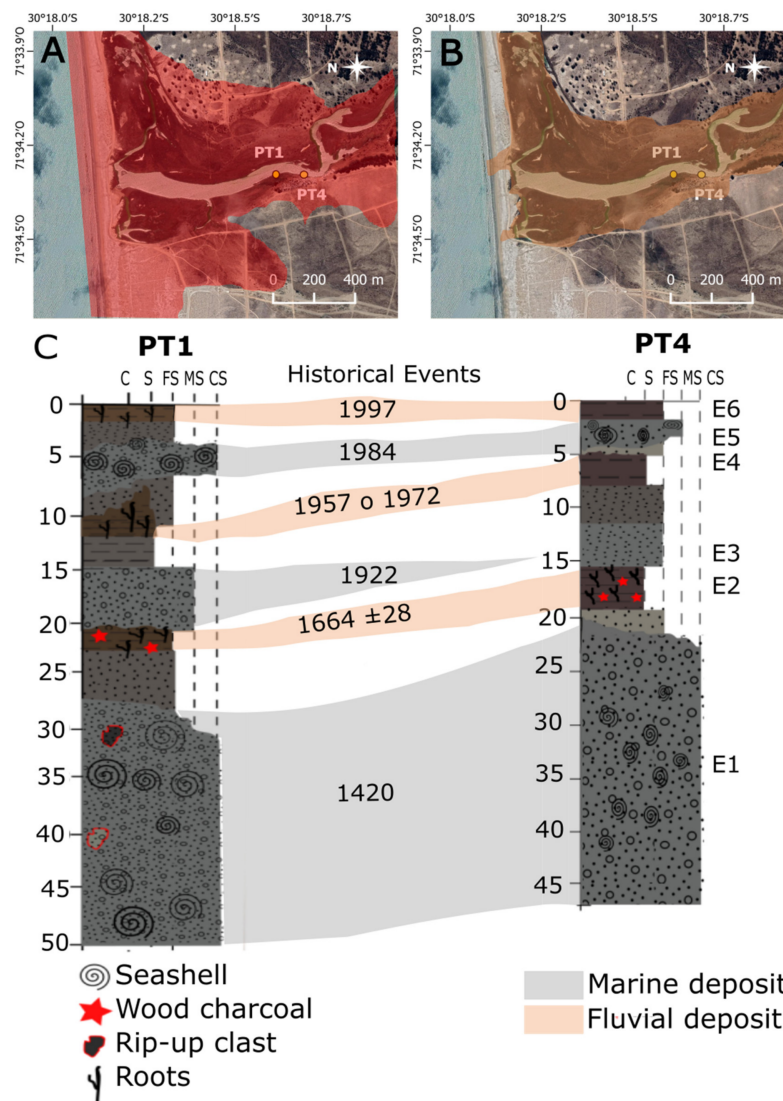 30°18.0'S 30°18.2'S 30°18.5'S 30°18.7'S 30°18.0'S 30°18.2'S 30°18.5'S 30°18.7'S
A
B
N
N
71°33.9'O
71°34.2'O
71°34.5'O
71°33.9'O
71°34.2'O
71°34.5'O
PT1
PT4
PT1
PT4
0 200 400 m
0 200 400 m
C
PT1
PT4
C S FS MS CS
Historical Events
C S FS MS CS
0
5
10
15
20
25
30
35
40
45
50
1997
1984
1957 o 1972
1922
1664 ±28
1420
0
5
10
15
20
25
30
35
40
45
E6
E5
E4
E3
E2
E1
Seashell
Wood charcoal
Rip-up clast
Roots
Marine deposit
Fluvial deposit